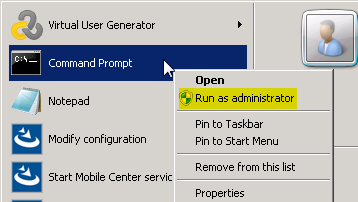 Virtual User Generator
Command Prompt
Open
Run as administrator
Notepad
Pin to Taskbar
Pin to Start Menu
Modify configuration
Remove from this list
Start Mobile Center servic
Properties